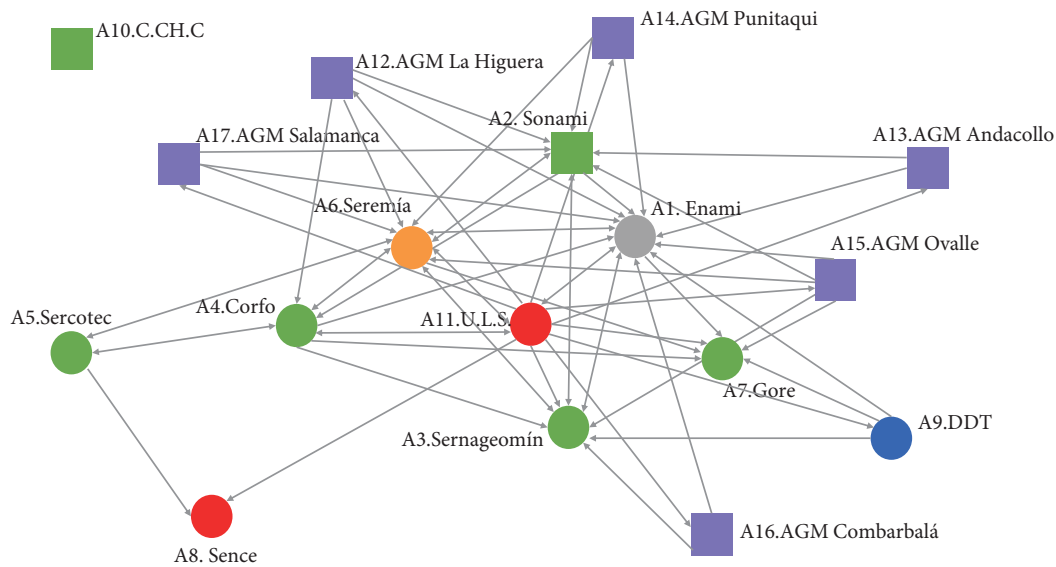 A14.AGM Punitaqui
A10.C.CH.C
A12.AGM La Higuera
A2. Sonami
A17.AGM Salamanca
A13.AGM Andacollo
A6.Seremía
A1. Enami
A15.AGM Ovalle
A4.Corfo
A5.Sercotec
A11.U.L.S.
A7.Gore
A9.DDT
A3.Sernageomín
A16.AGM Combarbalá
A8. Sence